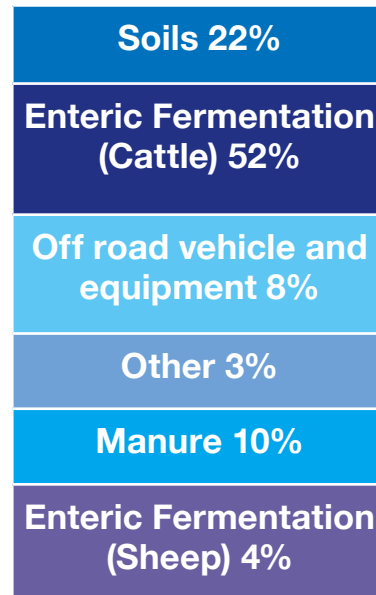 Soils 22%
Enteric Fermentation
(Cattle) 52%
Off road vehicle and
equipment 8%
Other 3%
Manure 10%
Enteric Fermentation
(Sheep) 4%